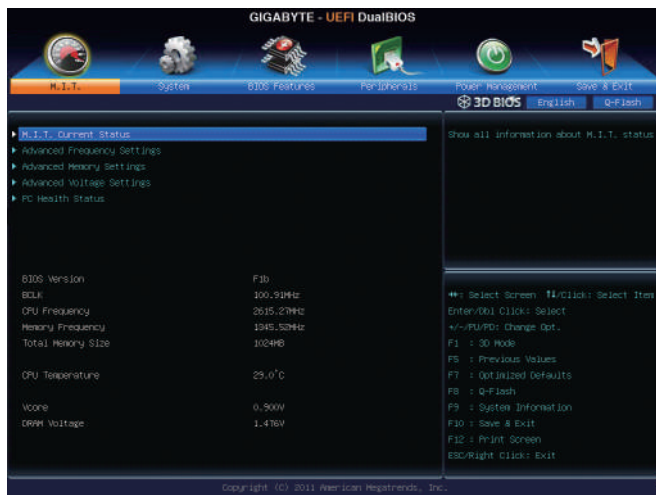 GIGABYTE - UEFI DualBIOS
M.I.T. System BIOS Features Peripherals Power Management Save & Exit
3D BIOS English Q-Flash
M.I.T. Current Status
Advanced Frequency Settings
Advanced Memory Settings
Advanced Voltage Settings
PC Health Status
Show all information about M.I.T. status
BIOS Version F1b
BCLK 100.91MHz
CPU Frequency 2615.27MHz
Memory Frequency 1345.52MHz
Total Memory Size 1024MB
CPU Temperature 29.0°C
Vcore 0.900V
DRAM Voltage 1.476V
↔: Select Screen ↑↓/Click: Select Item
Enter/Dbl Click: Select
+/-/PU/PD: Change Opt.
F1 : 3D Mode
F5 : Previous Values
F7 : Optimized Defaults
F8 : Q-Flash
F9 : System Information
F10 : Save & Exit
F12 : Print Screen
ESC/Right Click: Exit
Copyright (C) 2011 American Megatrends, Inc.